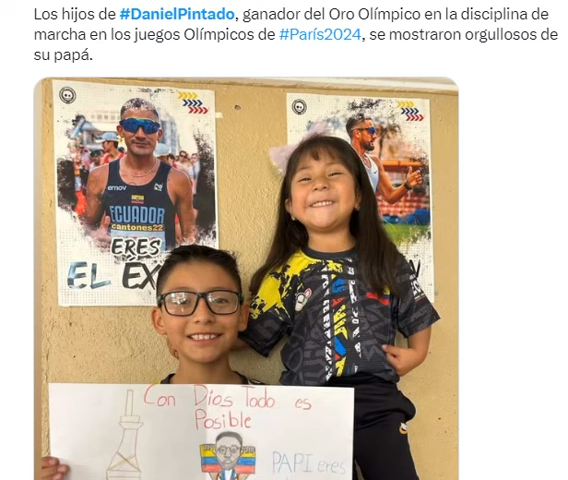 Los hijos de #DanielPintado, ganador del Oro Olímpico en la disciplina de
marcha en los juegos Olímpicos de #París2024, se mostraron orgullosos de
su papá.
emov
ECUADOR
cantones22
ERES
EL
Con Dios Todo es
Posible
PAPI eres